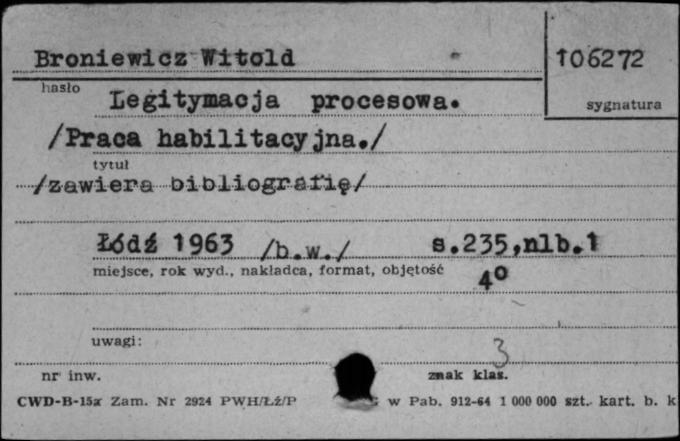 Broniewicz Witold
106272
hasło
sygnatura
Legitymacja procesowa.
/Praca habilitacyjna./
tytuł
/zawiera bibliografię/
Łódź 1963 /b.w./ s.235,nlb.1
miejsce, rok wyd., nakładca, format, objętość
4o
uwagi:
3
nr inw.
znak klas.
CWD-B-15x Zam. Nr 2924 PWH/Łź/P w Pab. 912-64 1 000 000 szt. kart. b. k